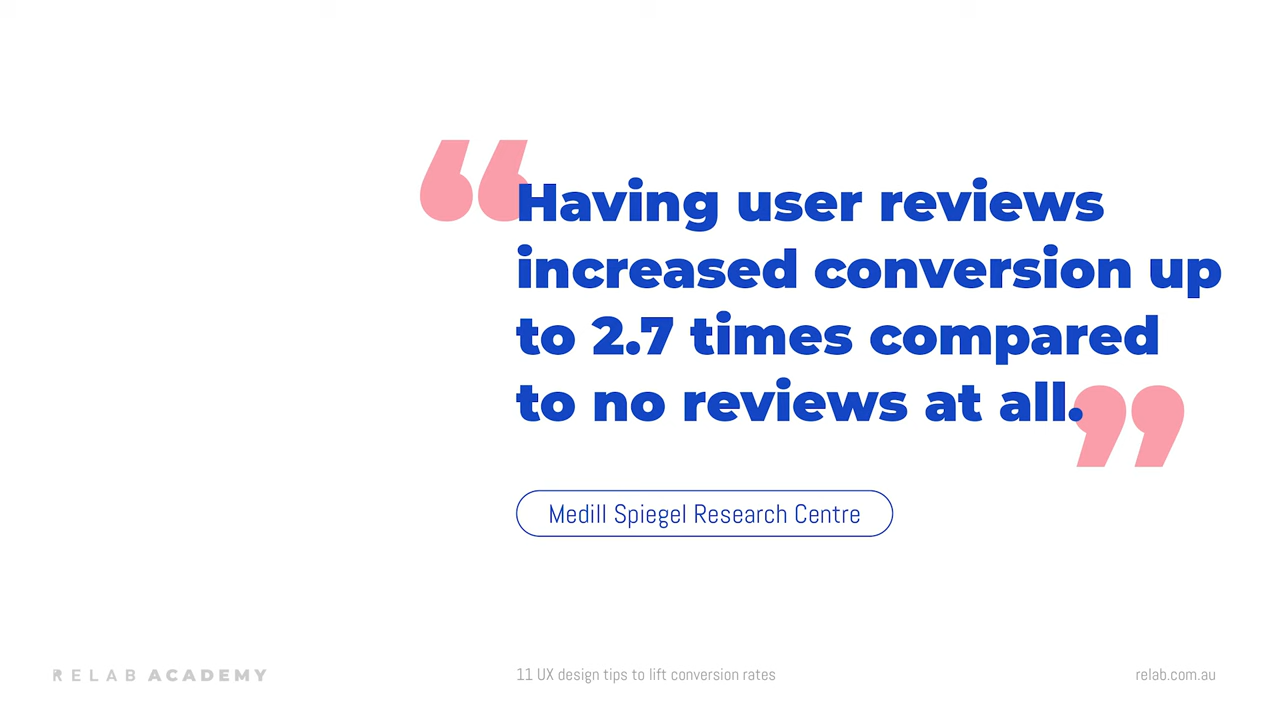 “Having user reviews
increased conversion up
to 2.7 times compared
to no reviews at all.”
Medill Spiegel Research Centre
RELAB ACADEMY
11 UX design tips to lift conversion rates
relab.com.au